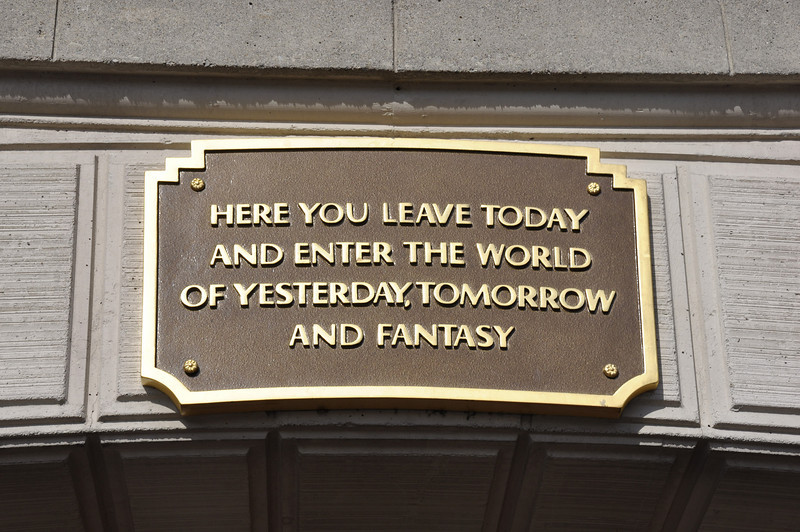 HERE YOU LEAVE TODAY
AND ENTER THE WORLD
OF YESTERDAY, TOMORROW
AND FANTASY